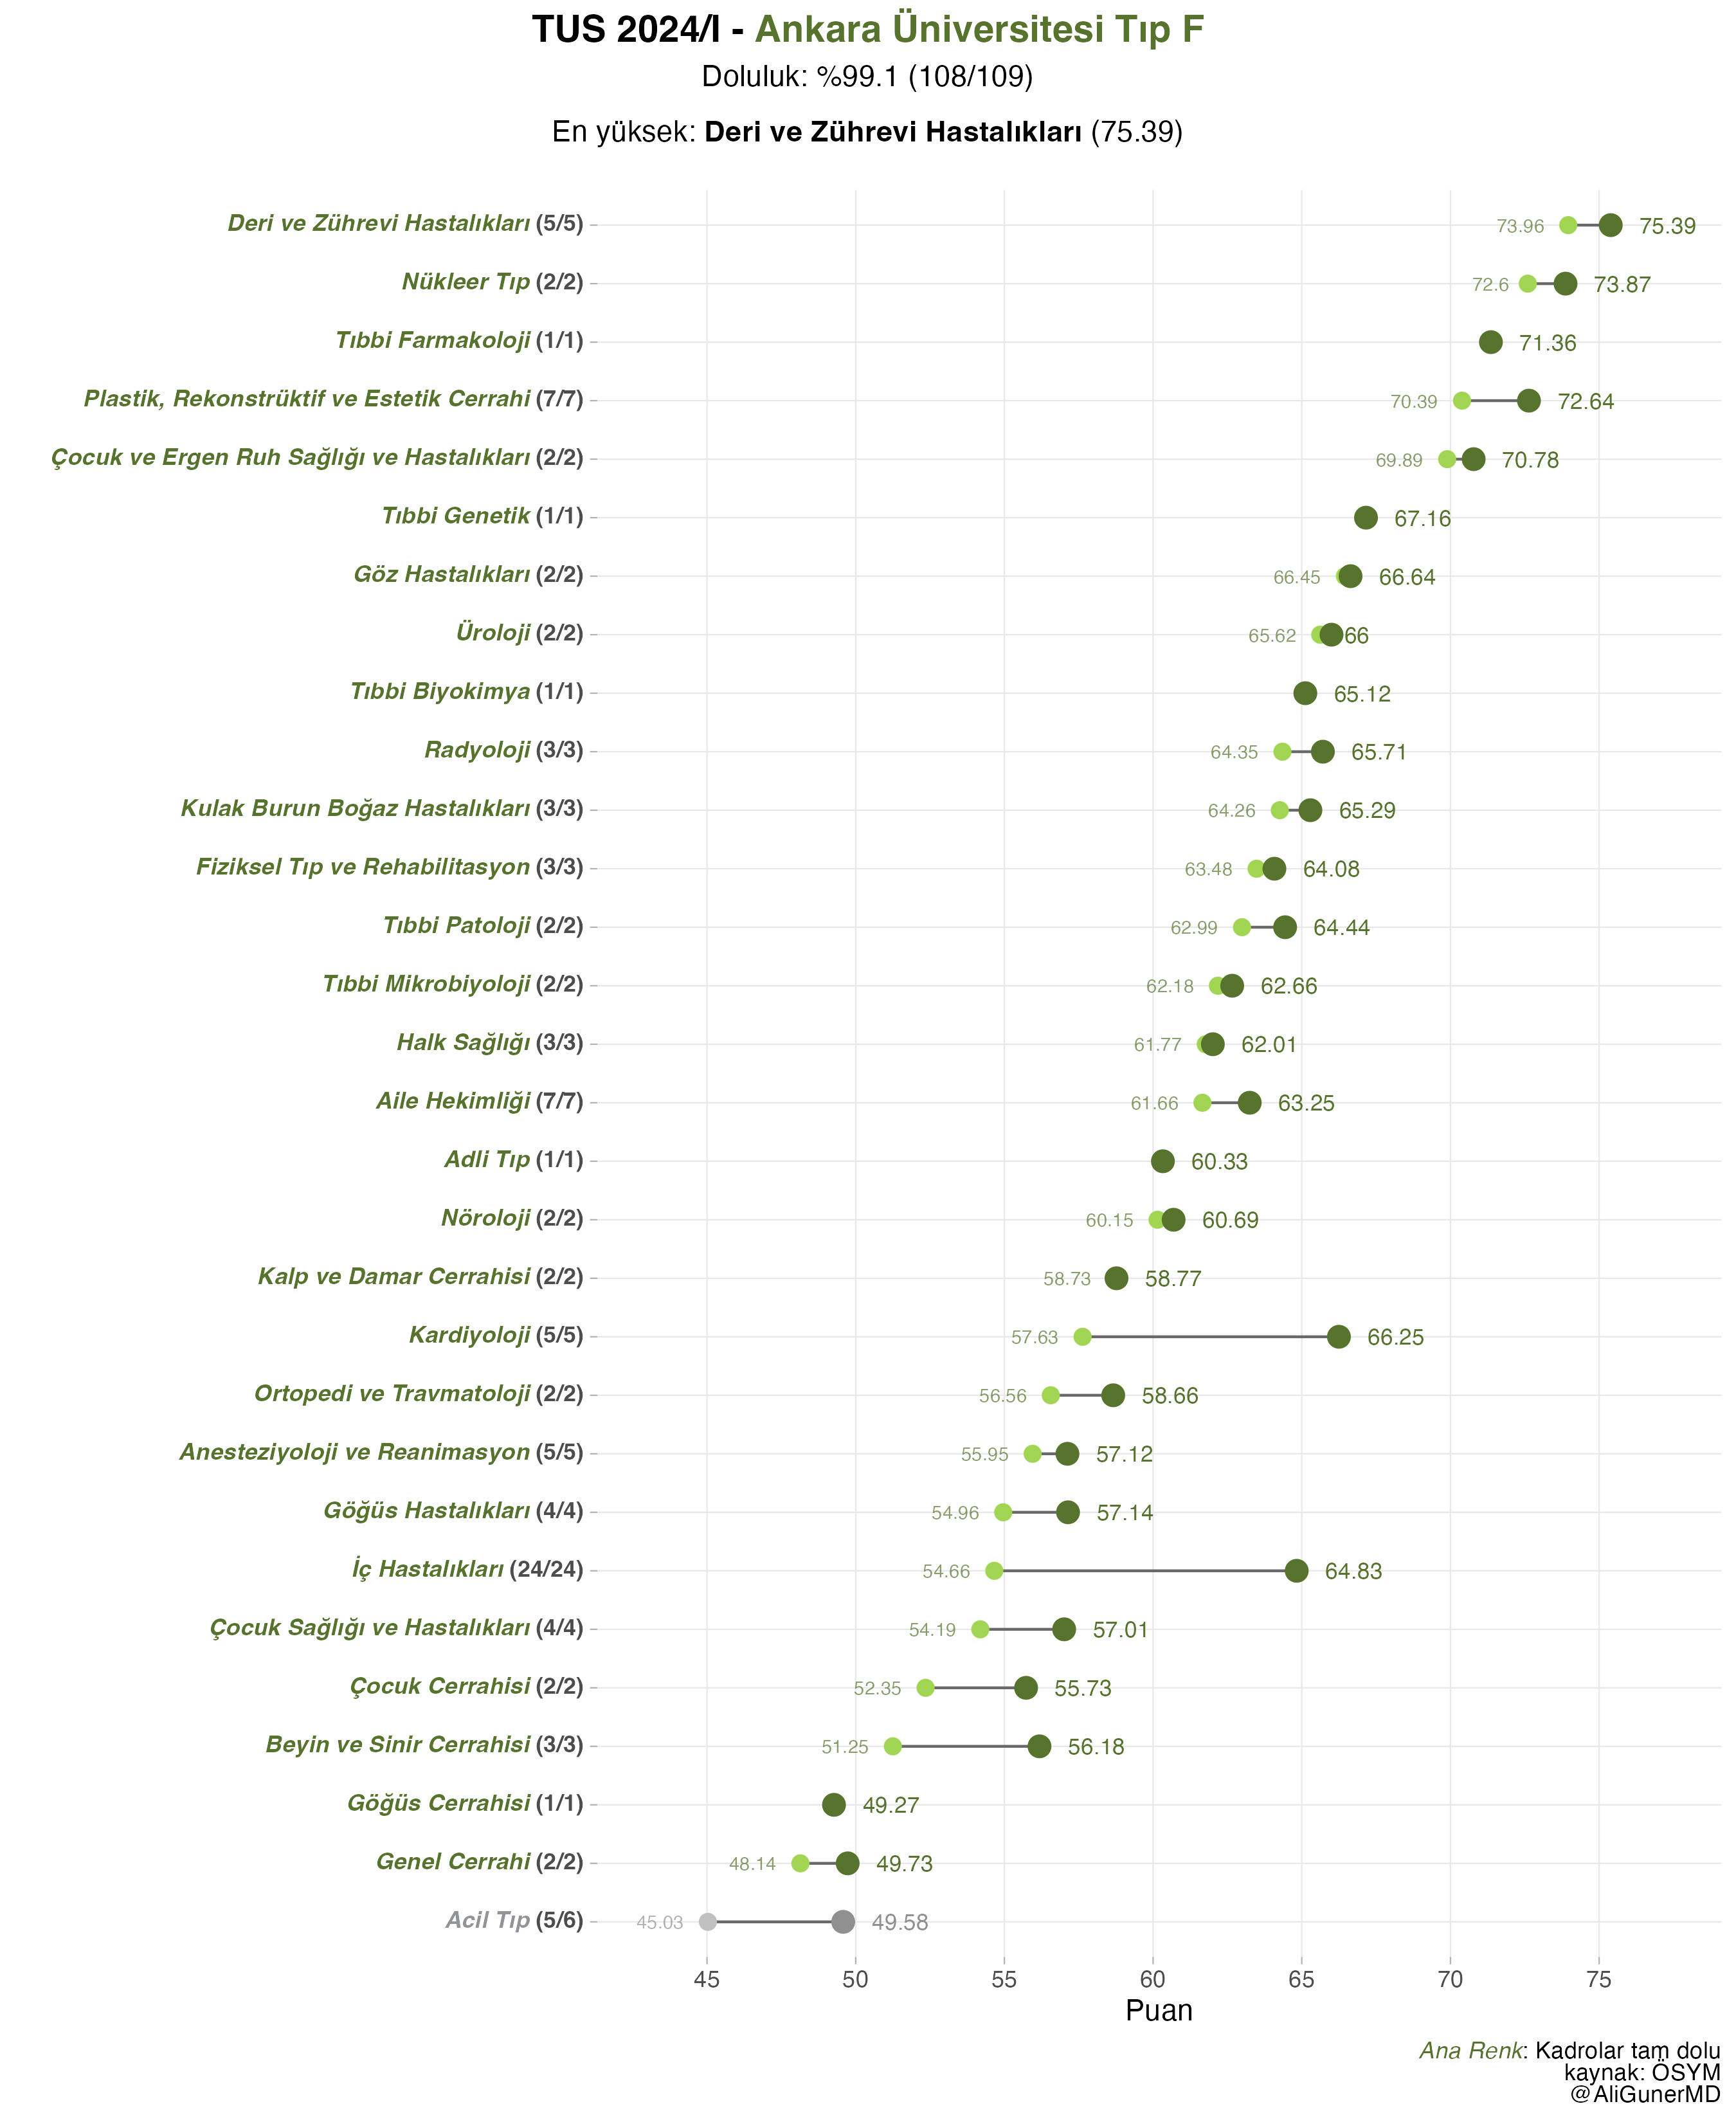 TUS 2024/I - Ankara Üniversitesi Tıp F
Doluluk: %99.1 (108/109)
En yüksek: Deri ve Zührevi Hastalıkları (75.39)
Deri ve Zührevi Hastalıkları (5/5) 73.96 75.39
Nükleer Tıp (2/2) 72.6 73.87
Tıbbi Farmakoloji (1/1) 71.36
Plastik, Rekonstrüktif ve Estetik Cerrahi (7/7) 70.39 72.64
Çocuk ve Ergen Ruh Sağlığı ve Hastalıkları (2/2) 69.89 70.78
Tıbbi Genetik (1/1) 67.16
Göz Hastalıkları (2/2) 66.45 66.64
Üroloji (2/2) 65.62 66
Tıbbi Biyokimya (1/1) 65.12
Radyoloji (3/3) 64.35 65.71
Kulak Burun Boğaz Hastalıkları (3/3) 64.26 65.29
Fiziksel Tıp ve Rehabilitasyon (3/3) 63.48 64.08
Tıbbi Patoloji (2/2) 62.99 64.44
Tıbbi Mikrobiyoloji (2/2) 62.18 62.66
Halk Sağlığı (3/3) 61.77 62.01
Aile Hekimliği (7/7) 61.66 63.25
Adli Tıp (1/1) 60.33
Nöroloji (2/2) 60.15 60.69
Kalp ve Damar Cerrahisi (2/2) 58.73 58.77
Kardiyoloji (5/5) 57.63 66.25
Ortopedi ve Travmatoloji (2/2) 56.56 58.66
Anesteziyoloji ve Reanimasyon (5/5) 55.95 57.12
Göğüs Hastalıkları (4/4) 54.96 57.14
İç Hastalıkları (24/24) 54.66 64.83
Çocuk Sağlığı ve Hastalıkları (4/4) 54.19 57.01
Çocuk Cerrahisi (2/2) 52.35 55.73
Beyin ve Sinir Cerrahisi (3/3) 51.25 56.18
Göğüs Cerrahisi (1/1) 49.27
Genel Cerrahi (2/2) 48.14 49.73
Acil Tıp (5/6) 45.03 49.58
45 50 55 60 65 70 75
Puan
Ana Renk: Kadrolar tam dolu
kaynak: ÖSYM
@AliGunerMD